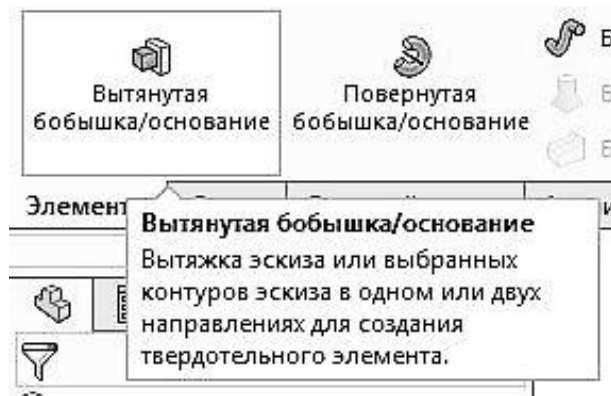 Вытянутая
бобышка/основание
Повернутая
бобышка/основание
Элемент
Вытянутая бобышка/основание
Вытяжка эскиза или выбранных
контуров эскиза в одном или двух
направлениях для создания
твердотельного элемента.